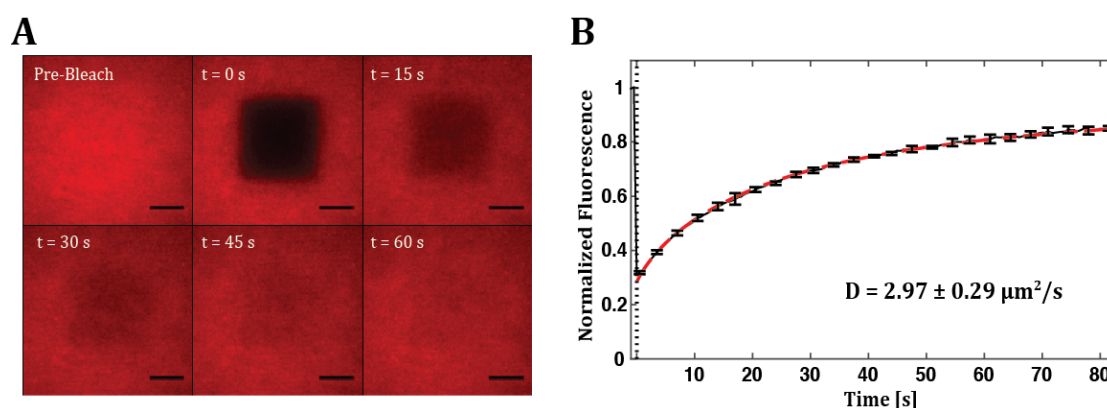 A
Pre-Bleach
t = 0 s
t = 15 s
t = 30 s
t = 45 s
t = 60 s
B
Normalized Fluorescence
1
0.8
0.6
0.4
0.2
0
D = 2.97 ± 0.29 μm²/s
10 20 30 40 50 60 70 80
Time [s]